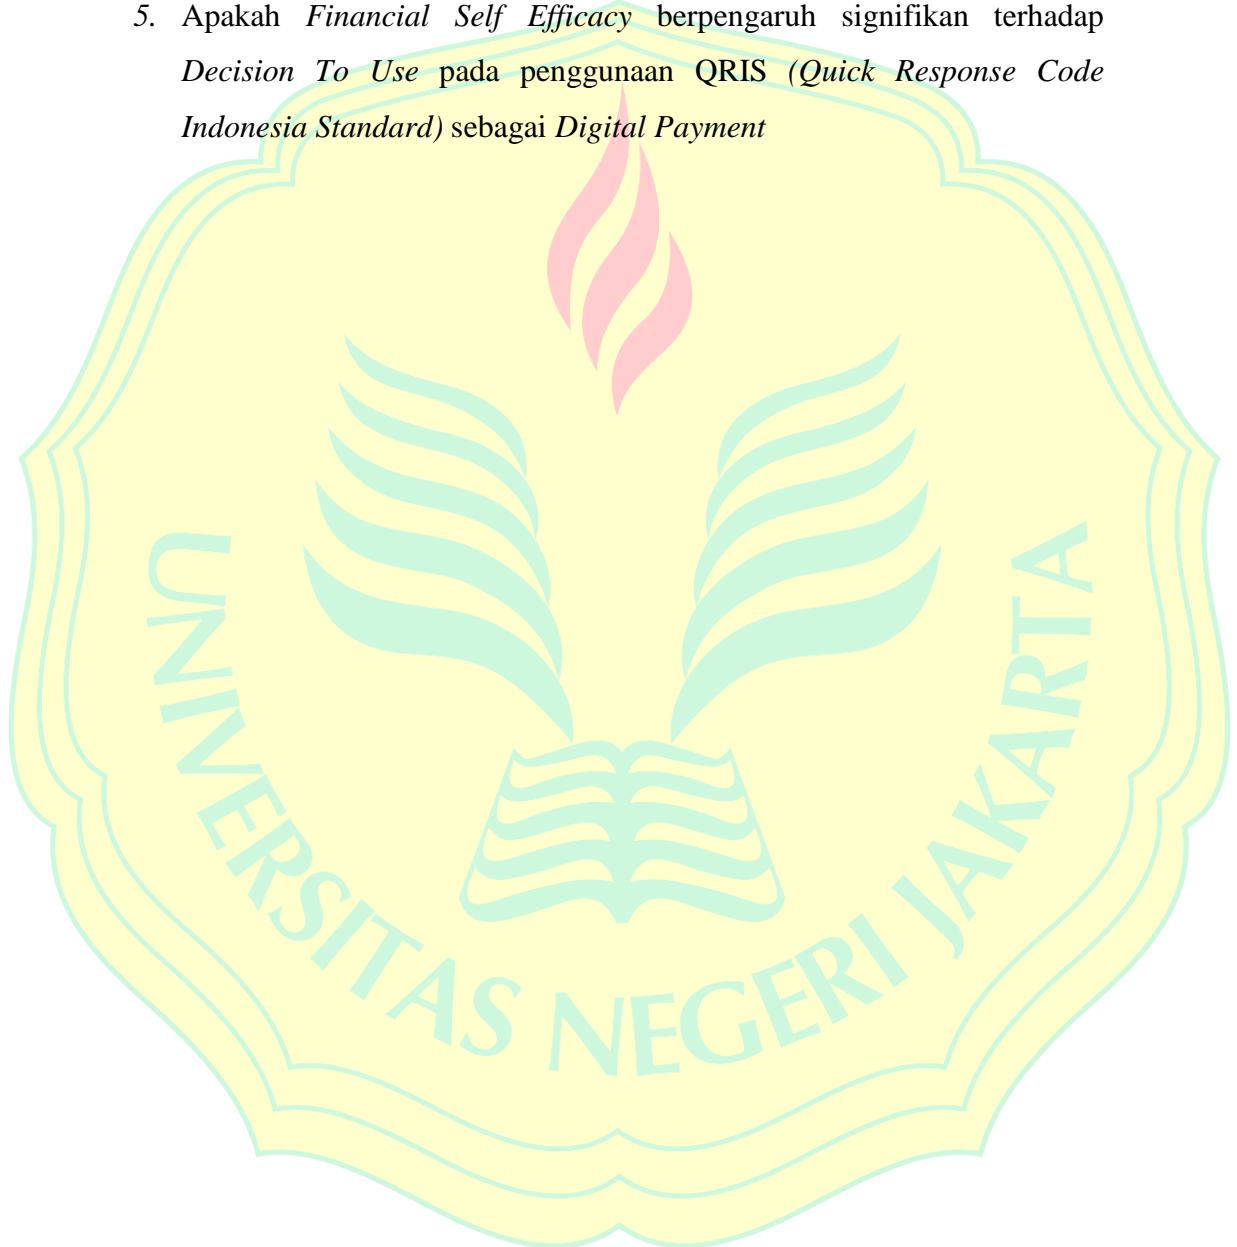 5. Apakah Financial Self Efficacy berpengaruh signifikan terhadap
Decision To Use pada penggunaan QRIS (Quick Response Code
Indonesia Standard) sebagai Digital Payment
UNIVERSITAS NEGERI JAKARTA